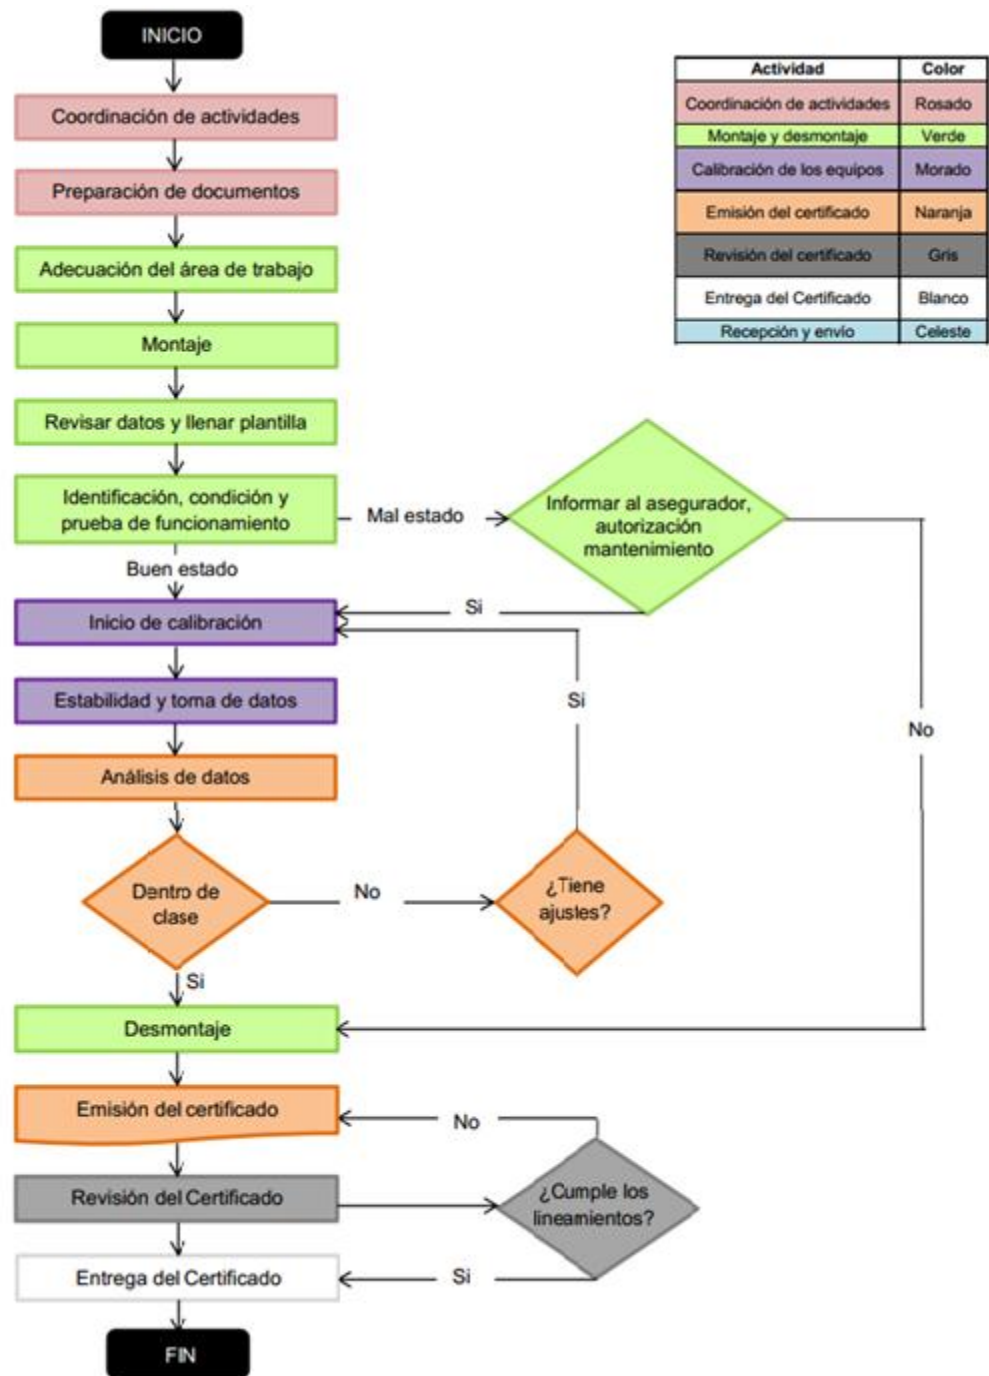 INICIO
Coordinación de actividades
Preparación de documentos
Adecuación del área de trabajo
Montaje
Revisar datos y llenar plantilla
Identificación, condición y
prueba de funcionamiento
Mal estado
Informar al asegurador,
autorización
mantenimiento
Buen estado
Si
Inicio de calibración
Estabilidad y toma de datos
Si
No
Análisis de datos
Dentro de
clase
No
¿Tiene
ajustes?
Si
Desmontaje
Emisión del certificado
No
Revisión del Certificado
¿Cumple los
lineamientos?
Entrega del Certificado
Si
FIN
Actividad Color
Coordinación de actividades Rosado
Montaje y desmontaje Verde
Calibración de los equipos Morado
Emisión del certificado Naranja
Revisión del certificado Gris
Entrega del Certificado Blanco
Recepción y envío Celeste